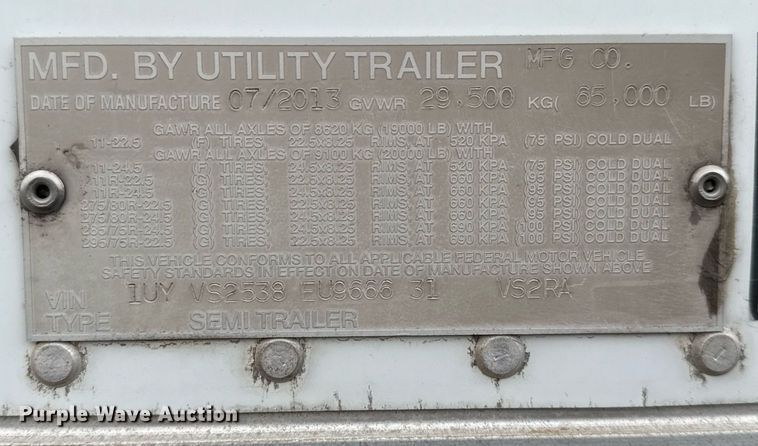 MFD. BY UTILITY TRAILER MFG CO.
DATE OF MANUFACTURE 07/2013 GVWR 29,500 KG( 65,000 LB)
GAWR ALL AXLES OF 8620 KG (19000 LB) WITH
11-22.5 (F) TIRES, 22.5x8.25 RIMS, AT 520 KPA (75 PSI) COLD DUAL
GAWR ALL AXLES OF 9100 KG (20000 LB) WITH
11-24.5 (F) TIRES, 24.5x8.25 RIMS, AT 520 KPA (75 PSI) COLD DUAL
11R-22.5 (G) TIRES, 22.5x8.25 RIMS, AT 660 KPA (95 PSI) COLD DUAL
11R-24.5 (G) TIRES, 24.5x8.25 RIMS, AT 660 KPA (95 PSI) COLD DUAL
275/80R-22.5 (G) TIRES, 22.5x8.25 RIMS, AT 660 KPA (95 PSI) COLD DUAL
275/80R-24.5 (G) TIRES, 24.5x8.25 RIMS, AT 660 KPA (95 PSI) COLD DUAL
285/75R-24.5 (G) TIRES, 24.5x8.25 RIMS, AT 690 KPA (100 PSI) COLD DUAL
295/75R-22.5 (G) TIRES, 22.5x8.25 RIMS, AT 690 KPA (100 PSI) COLD DUAL
THIS VEHICLE CONFORMS TO ALL APPLICABLE FEDERAL MOTOR VEHICLE
SAFETY STANDARDS IN EFFECT ON DATE OF MANUFACTURE SHOWN ABOVE
VIN 1UY VS2538 EU9666 31 VS2RA
TYPE SEMI TRAILER
Purple Wave Auction